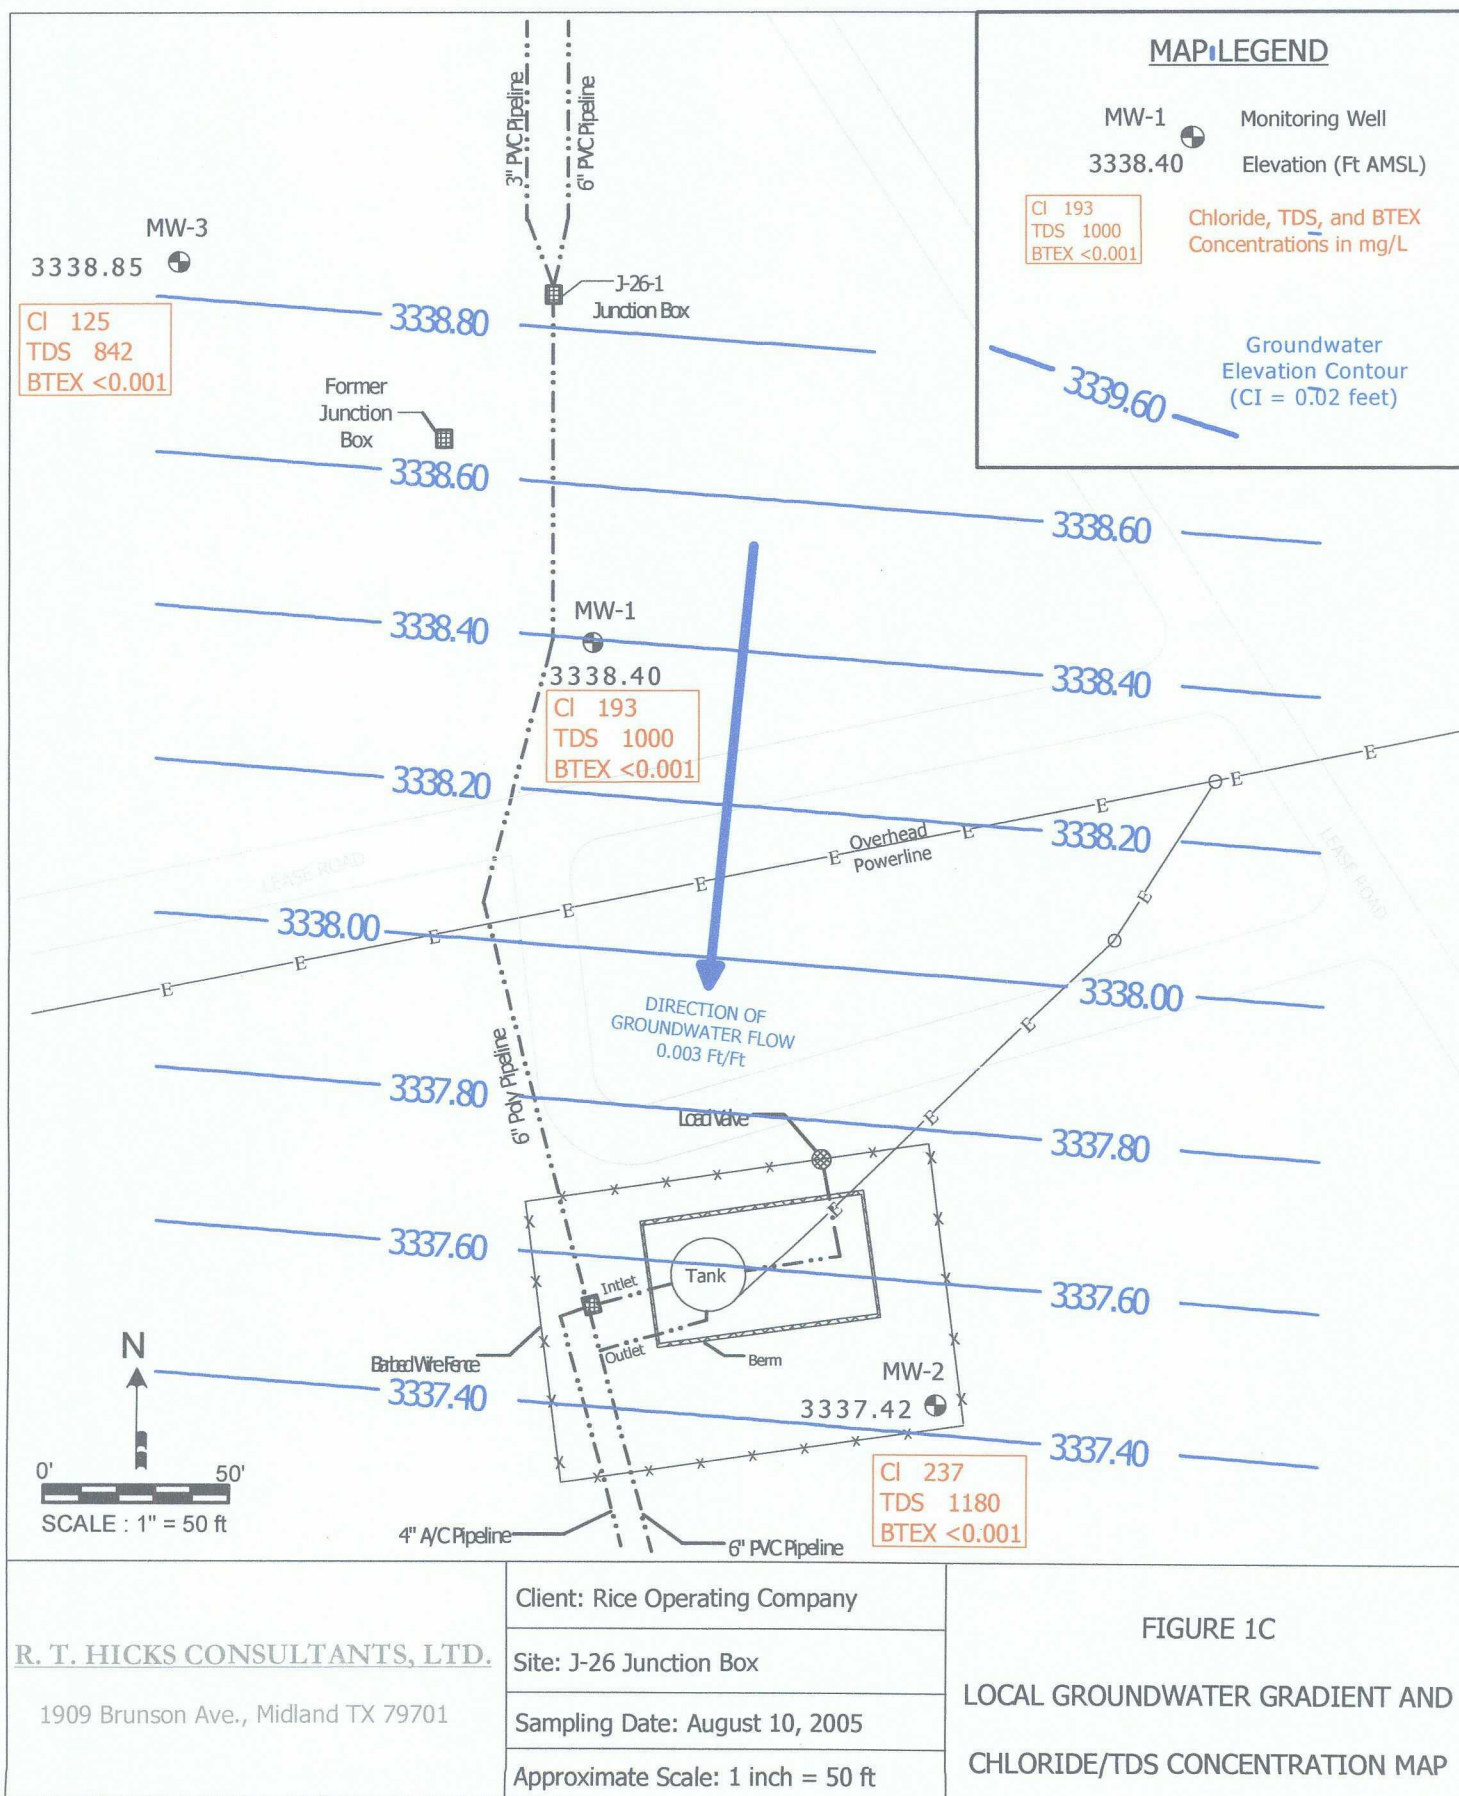 MAP LEGEND
MW-1
Monitoring Well
3338.40
Elevation (Ft AMSL)
Cl 193
TDS 1000
BTEX <0.001
Chloride, TDS, and BTEX
Concentrations in mg/L
Groundwater
Elevation Contour
(CI = 0.02 feet)
3339.60
3" PVC Pipeline
6" PVC Pipeline
MW-3
3338.85
Cl 125
TDS 842
BTEX <0.001
J-26-1
Junction Box
3338.80
Former
Junction
Box
3338.60
3338.60
MW-1
3338.40
3338.40
3338.40
Cl 193
TDS 1000
BTEX <0.001
3338.20
3338.20
E
E
E
E
E
E
E
E
E
E
Overhead
Powerline
LEASE ROAD
LEASE ROAD
3338.00
3338.00
E
E
E
E
DIRECTION OF
GROUNDWATER FLOW
0.003 Ft/Ft
6" Poly Pipeline
3337.80
3337.80
Load Valve
3337.60
3337.60
Tank
Inlet
Outlet
Barbed Wire Fence
Berm
MW-2
3337.42
3337.40
3337.40
Cl 237
TDS 1180
BTEX <0.001
N
0' 50'
SCALE : 1" = 50 ft
4" A/C Pipeline
6" PVC Pipeline
R. T. HICKS CONSULTANTS, LTD.
1909 Brunson Ave., Midland TX 79701
Client: Rice Operating Company
Site: J-26 Junction Box
Sampling Date: August 10, 2005
Approximate Scale: 1 inch = 50 ft
FIGURE 1C
LOCAL GROUNDWATER GRADIENT AND
CHLORIDE/TDS CONCENTRATION MAP